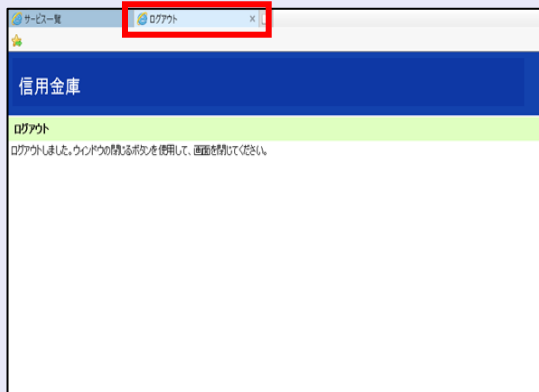 サービス一覧
ログアウト
信用金庫
ログアウト
ログアウトしました。ウィンドウの閉じるボタンを使用して、画面を閉じてください。